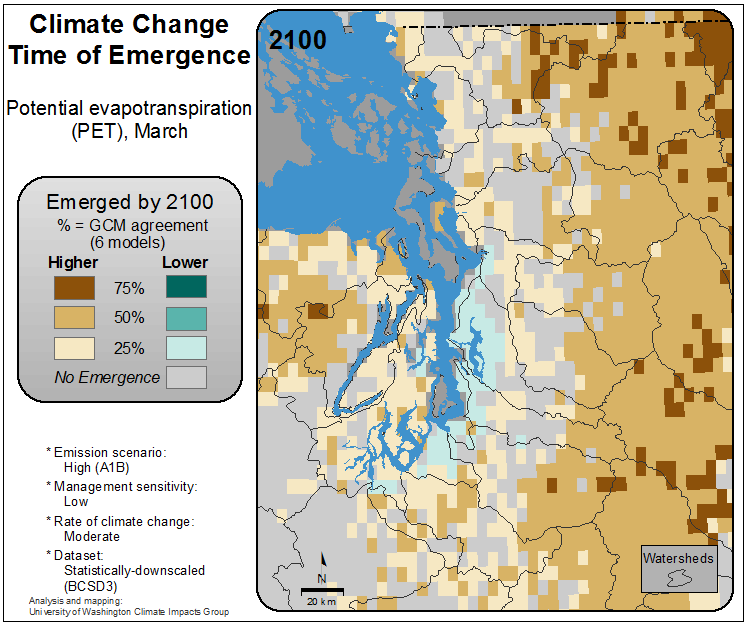 Climate Change
Time of Emergence
Potential evapotranspiration
(PET), March
Emerged by 2100
% = GCM agreement
(6 models)
Higher Lower
75%
50%
25%
No Emergence
* Emission scenario:
High (A1B)
* Management sensitivity:
Low
* Rate of climate change:
Moderate
* Dataset:
Statistically-downscaled
(BCSD3)
Analysis and mapping:
University of Washington Climate Impacts Group
2100
N
20 km
Watersheds